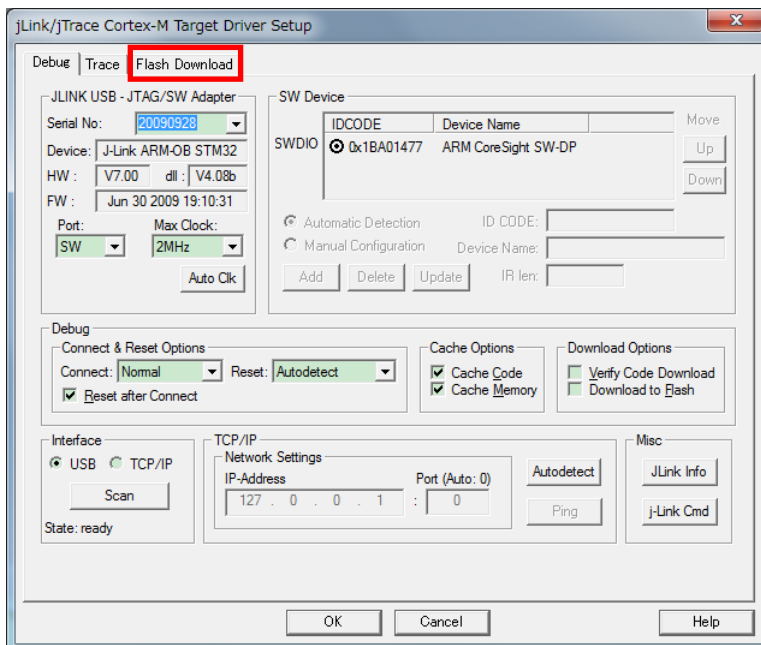 jLink/jTrace Cortex-M Target Driver Setup
Debug Trace Flash Download
JLINK USB - JTAG/SW Adapter
Serial No: 20090928
Device: J-Link ARM-OB STM32
HW : V7.00 dll : V4.08b
FW : Jun 30 2009 19:10:31
Port: Max Clock:
SW 2MHz
Auto Clk
SW Device
IDCODE Device Name
SWDIO 0x1BA01477 ARM CoreSight SW-DP
Move
Up
Down
Automatic Detection ID CODE:
Manual Configuration Device Name:
Add Delete Update IR len:
Debug
Connect & Reset Options
Connect: Normal Reset: Autodetect
Reset after Connect
Cache Options
Cache Code
Cache Memory
Download Options
Verify Code Download
Download to Flash
Interface
USB TCP/IP
Scan
State: ready
TCP/IP
Network Settings
IP-Address Port (Auto: 0)
127 . 0 . 0 . 1 : 0
Autodetect
Ping
Misc
JLink Info
j-Link Cmd
OK Cancel Help